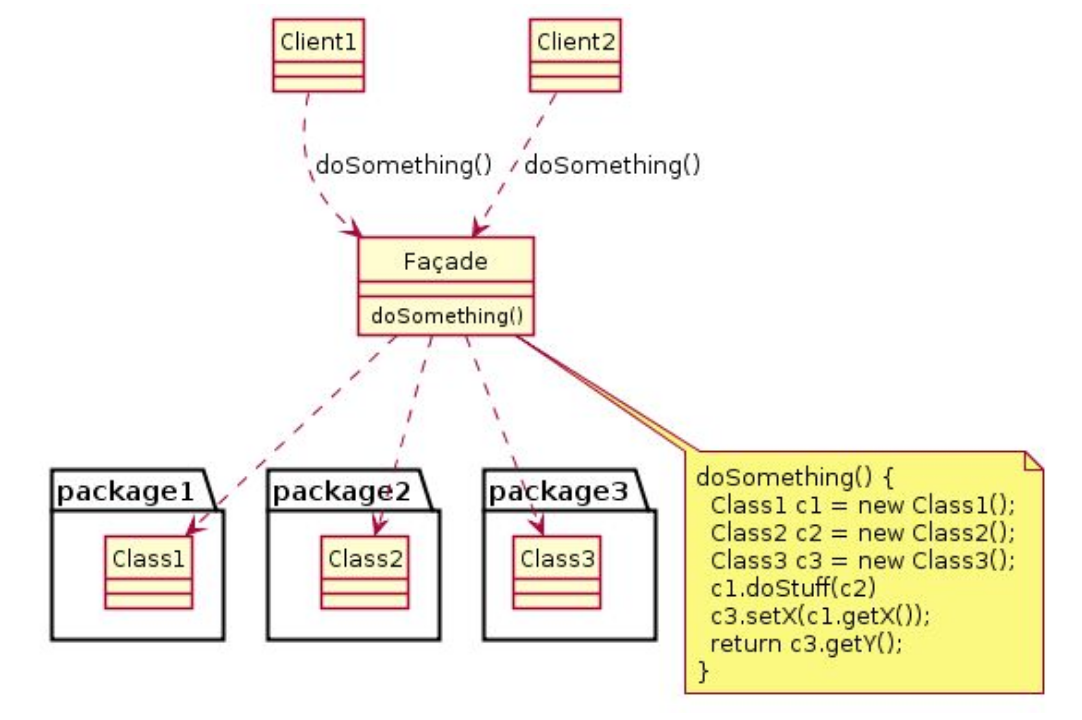 Client1
Client2
doSomething()
doSomething()
Façade
doSomething()
package1
package2
package3
Class1
Class2
Class3
doSomething() {
Class1 c1 = new Class1();
Class2 c2 = new Class2();
Class3 c3 = new Class3();
c1.doStuff(c2)
c3.setX(c1.getX());
return c3.getY();
}